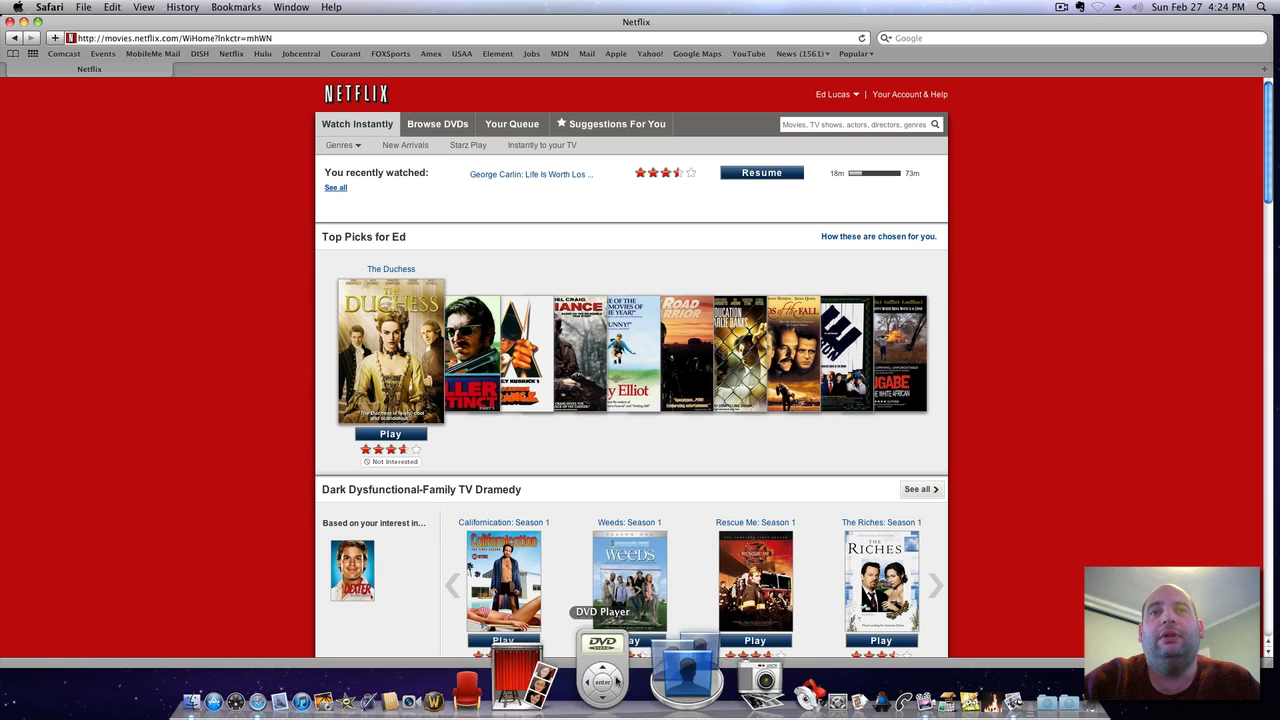 Safari File Edit View History Bookmarks Window Help Sun Feb 27 4:24 PM
Netflix
http://movies.netflix.com/WiHome?lnkctr=mhWN Google
Comcast Events MobileMe Mail DISH Netflix Hulu Jobcentral Courant FOXSports Amex USAA Element Jobs MDN Mail Apple Yahoo! Google Maps YouTube News (1561) Popular
Netflix
NETFLIX Ed Lucas | Your Account & Help
Watch Instantly Browse DVDs Your Queue Suggestions For You Movies, TV shows, actors, directors, genres
Genres New Arrivals Starz Play Instantly to your TV
You recently watched: George Carlin: Life Is Worth Los ... Resume 18m 73m
See all
Top Picks for Ed How these are chosen for you.
The Duchess
THE DUCHESS
Play
Not Interested
Dark Dysfunctional-Family TV Dramedy See all
Based on your interest in... Californication: Season 1 Weeds: Season 1 Rescue Me: Season 1 The Riches: Season 1
Californication WEEDS RESCUE ME THE RICHES
DEXTER
DVD Player
Play Play Play
DVD
VIDEO
enter